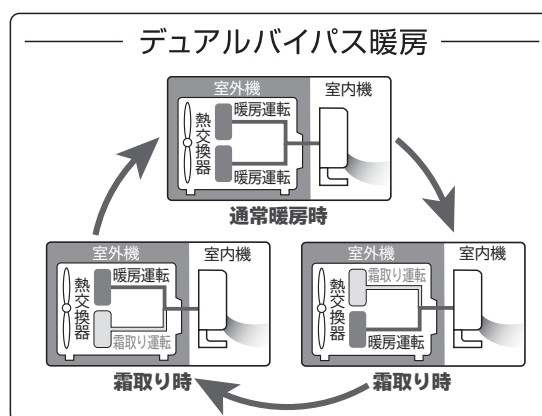 デュアルバイパス暖房
室外機
室内機
暖房運転
熱交換器
暖房運転
通常暖房時
室外機
室内機
暖房運転
熱交換器
霜取り運転
霜取り時
室外機
室内機
霜取り運転
熱交換器
暖房運転
霜取り時